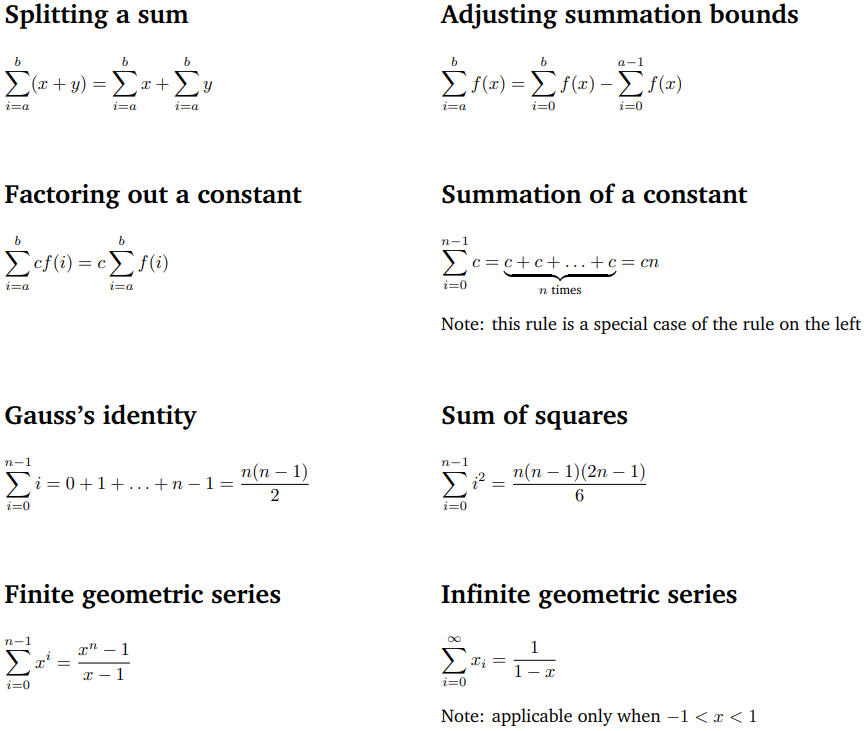 Splitting a sum
\sum_{i=a}^{b} (x + y) = \sum_{i=a}^{b} x + \sum_{i=a}^{b} y
Adjusting summation bounds
\sum_{i=a}^{b} f(x) = \sum_{i=0}^{b} f(x) - \sum_{i=0}^{a-1} f(x)
Factoring out a constant
\sum_{i=a}^{b} cf(i) = c \sum_{i=a}^{b} f(i)
Summation of a constant
\sum_{i=0}^{n-1} c = \underbrace{c + c + \ldots + c}_{n \text{ times}} = cn
Note: this rule is a special case of the rule on the left
Gauss's identity
\sum_{i=0}^{n-1} i = 0 + 1 + \ldots + n - 1 = \frac{n(n-1)}{2}
Sum of squares
\sum_{i=0}^{n-1} i^2 = \frac{n(n-1)(2n-1)}{6}
Finite geometric series
\sum_{i=0}^{n-1} x^i = \frac{x^n - 1}{x - 1}
Infinite geometric series
\sum_{i=0}^{\infty} x_i = \frac{1}{1 - x}
Note: applicable only when −1 < x < 1